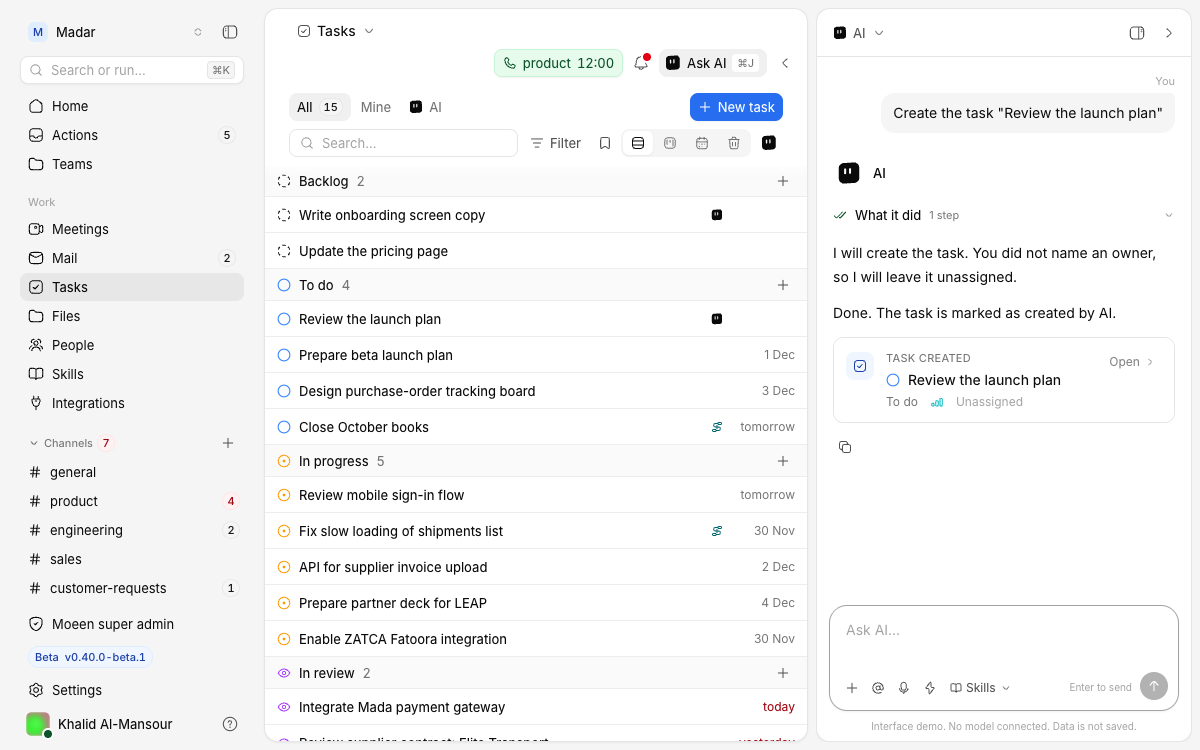 M Madar
Search or run... ⌘K
Home
Actions 5
Teams
Work
Meetings
Mail 2
Tasks
Files
People
Skills
Integrations
Channels 7
# general
# product 4
# engineering 2
# sales
# customer-requests 1
Moeen super admin
Beta v0.40.0-beta.1
Settings
Khalid Al-Mansour
Tasks
product 12:00
Ask AI ⌘J
All 15 Mine AI
New task
Search... Filter
Backlog 2
Write onboarding screen copy
Update the pricing page
To do 4
Review the launch plan
Prepare beta launch plan 1 Dec
Design purchase-order tracking board 3 Dec
Close October books tomorrow
In progress 5
Review mobile sign-in flow tomorrow
Fix slow loading of shipments list 30 Nov
API for supplier invoice upload 2 Dec
Prepare partner deck for LEAP 4 Dec
Enable ZATCA Fatoora integration 30 Nov
In review 2
Integrate Mada payment gateway today
Review supplier contract: Elite Transport yesterday
AI
You
Create the task "Review the launch plan"
AI
What it did 1 step
I will create the task. You did not name an owner,
so I will leave it unassigned.
Done. The task is marked as created by AI.
TASK CREATED
Open
Review the launch plan
To do Unassigned
Ask AI...
Skills Enter to send
Interface demo. No model connected. Data is not saved.